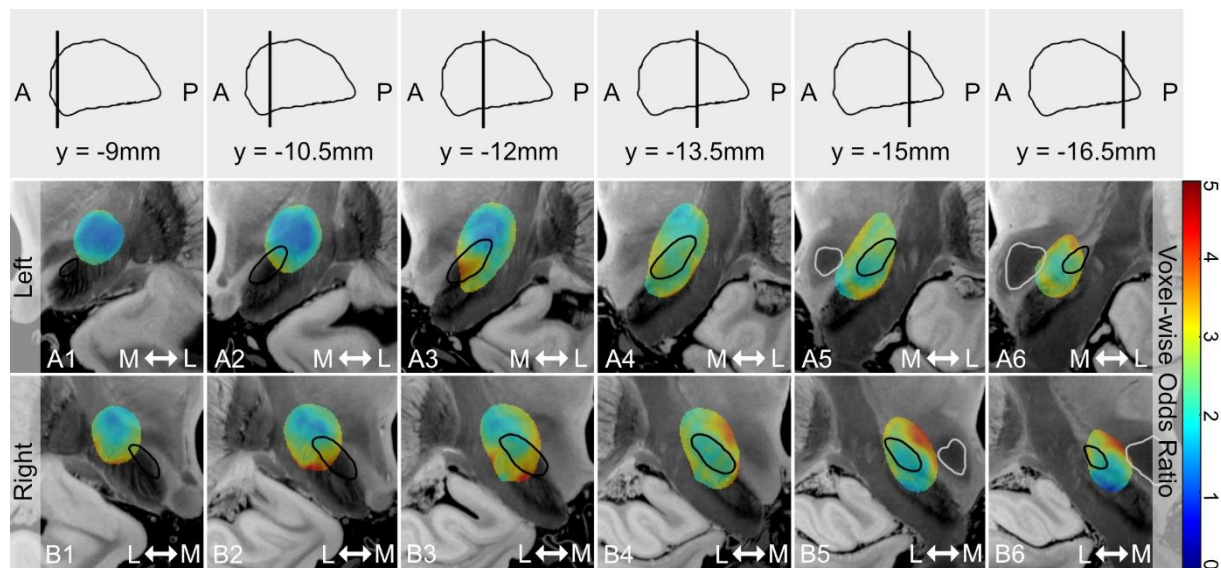 A P A P A P A P A P A P
y = -9mm y = -10.5mm y = -12mm y = -13.5mm y = -15mm y = -16.5mm
Left
A1 M L A2 M L A3 M L A4 M L A5 M L A6 M L
Right
B1 L M B2 L M B3 L M B4 L M B5 L M B6 L M
Voxel-wise Odds Ratio
5
4
3
2
1
0